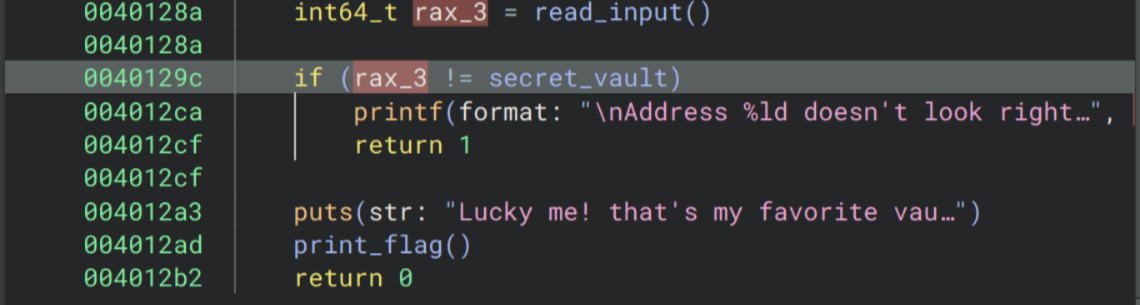 0040128a int64_t rax_3 = read_input()
0040128a
0040129c if (rax_3 != secret_vault)
004012ca printf(format: "\nAddress %ld doesn't look right…",
004012cf return 1
004012cf
004012a3 puts(str: "Lucky me! that's my favorite vau…")
004012ad print_flag()
004012b2 return 0